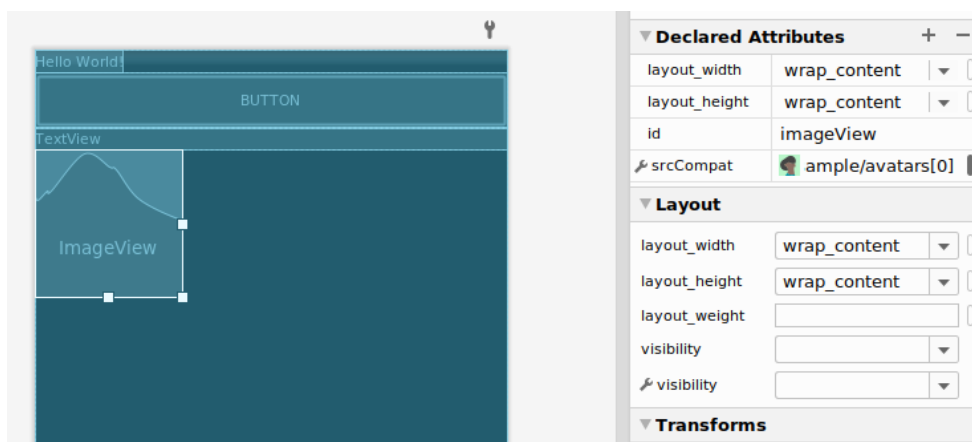 Hello World!
BUTTON
TextView
ImageView
Declared Attributes
layout_width wrap_content
layout_height wrap_content
id imageView
srcCompat ample/avatars[0]
Layout
layout_width wrap_content
layout_height wrap_content
layout_weight
visibility
visibility
Transforms